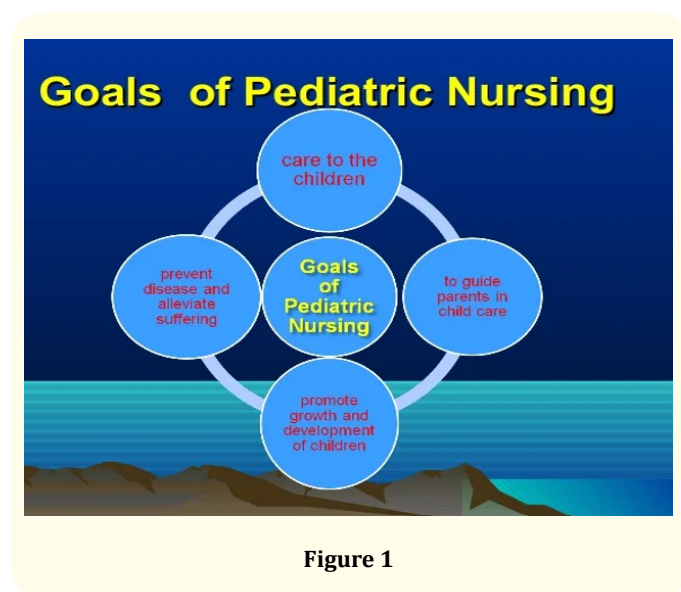 Goals of Pediatric Nursing
care to the
children
prevent
disease and
alleviate
suffering
Goals
of
Pediatric
Nursing
to guide
parents in
child care
promote
growth and
development
of children
Figure 1